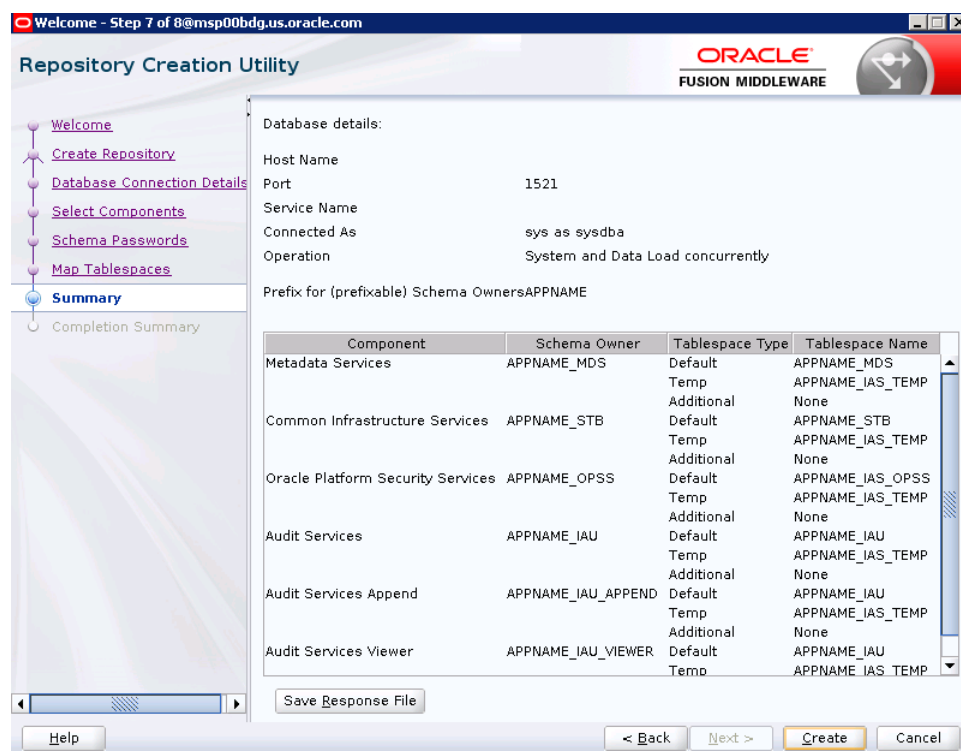 Welcome - Step 7 of 8@msp00bdg.us.oracle.com
Repository Creation Utility
ORACLE
FUSION MIDDLEWARE
Welcome
Create Repository
Database Connection Details
Select Components
Schema Passwords
Map Tablespaces
Summary
Completion Summary
Database details:
Host Name
Port 1521
Service Name
Connected As sys as sysdba
Operation System and Data Load concurrently
Prefix for (prefixable) Schema OwnersAPPNAME
Component Schema Owner Tablespace Type Tablespace Name
Metadata Services APPNAME_MDS Default APPNAME_MDS
Temp APPNAME_IAS_TEMP
Additional None
Common Infrastructure Services APPNAME_STB Default APPNAME_STB
Temp APPNAME_IAS_TEMP
Additional None
Oracle Platform Security Services APPNAME_OPSS Default APPNAME_IAS_OPSS
Temp APPNAME_IAS_TEMP
Additional None
Audit Services APPNAME_IAU Default APPNAME_IAU
Temp APPNAME_IAS_TEMP
Additional None
Audit Services Append APPNAME_IAU_APPEND Default APPNAME_IAU
Temp APPNAME_IAS_TEMP
Additional None
Audit Services Viewer APPNAME_IAU_VIEWER Default APPNAME_IAU
Temp APPNAME_IAS_TEMP
Save Response File
Help < Back Next > Create Cancel